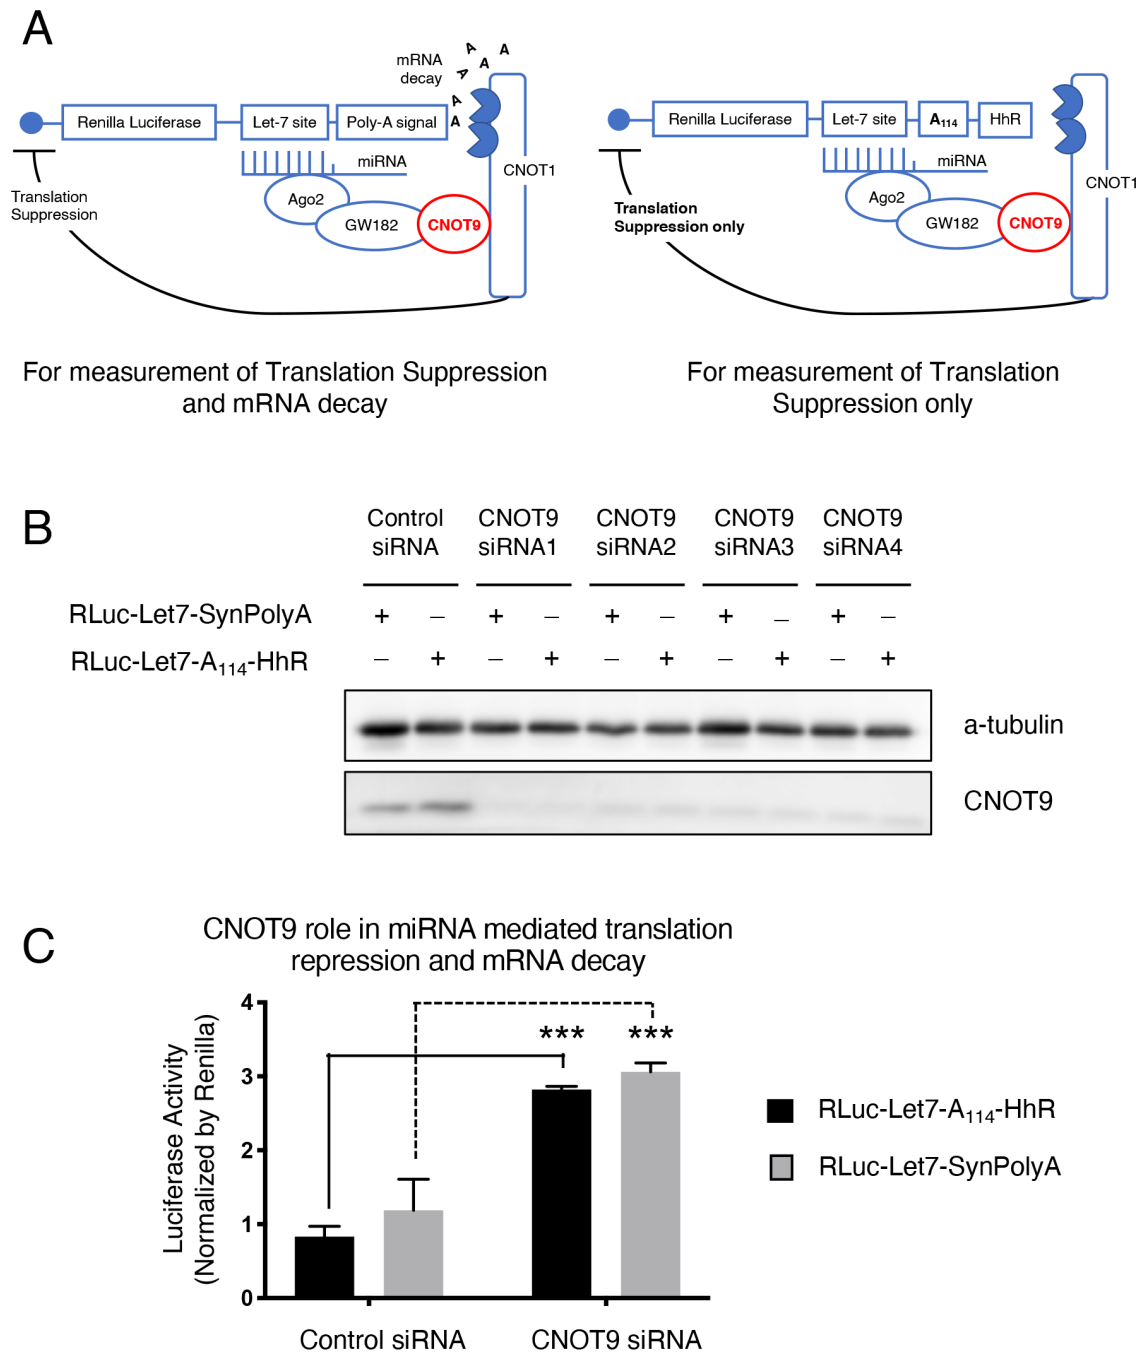 A
mRNA
decay
A
A
A
A
A
A
Renilla Luciferase
Let-7 site
Poly-A signal
miRNA
CNOT1
Ago2
GW182
CNOT9
Translation
Suppression
For measurement of Translation Suppression
and mRNA decay
Renilla Luciferase
Let-7 site
A114
HhR
miRNA
CNOT1
Ago2
GW182
CNOT9
Translation
Suppression only
For measurement of Translation
Suppression only
B
Control
siRNA
CNOT9
siRNA1
CNOT9
siRNA2
CNOT9
siRNA3
CNOT9
siRNA4
RLuc-Let7-SynPolyA + – + – + – + – + –
RLuc-Let7-A114-HhR – + – + – + – + – +
a-tubulin
CNOT9
C
CNOT9 role in miRNA mediated translation
repression and mRNA decay
Luciferase Activity
(Normalized by Renilla)
4
3
2
1
0
*** ***
Control siRNA
CNOT9 siRNA
RLuc-Let7-A114-HhR
RLuc-Let7-SynPolyA